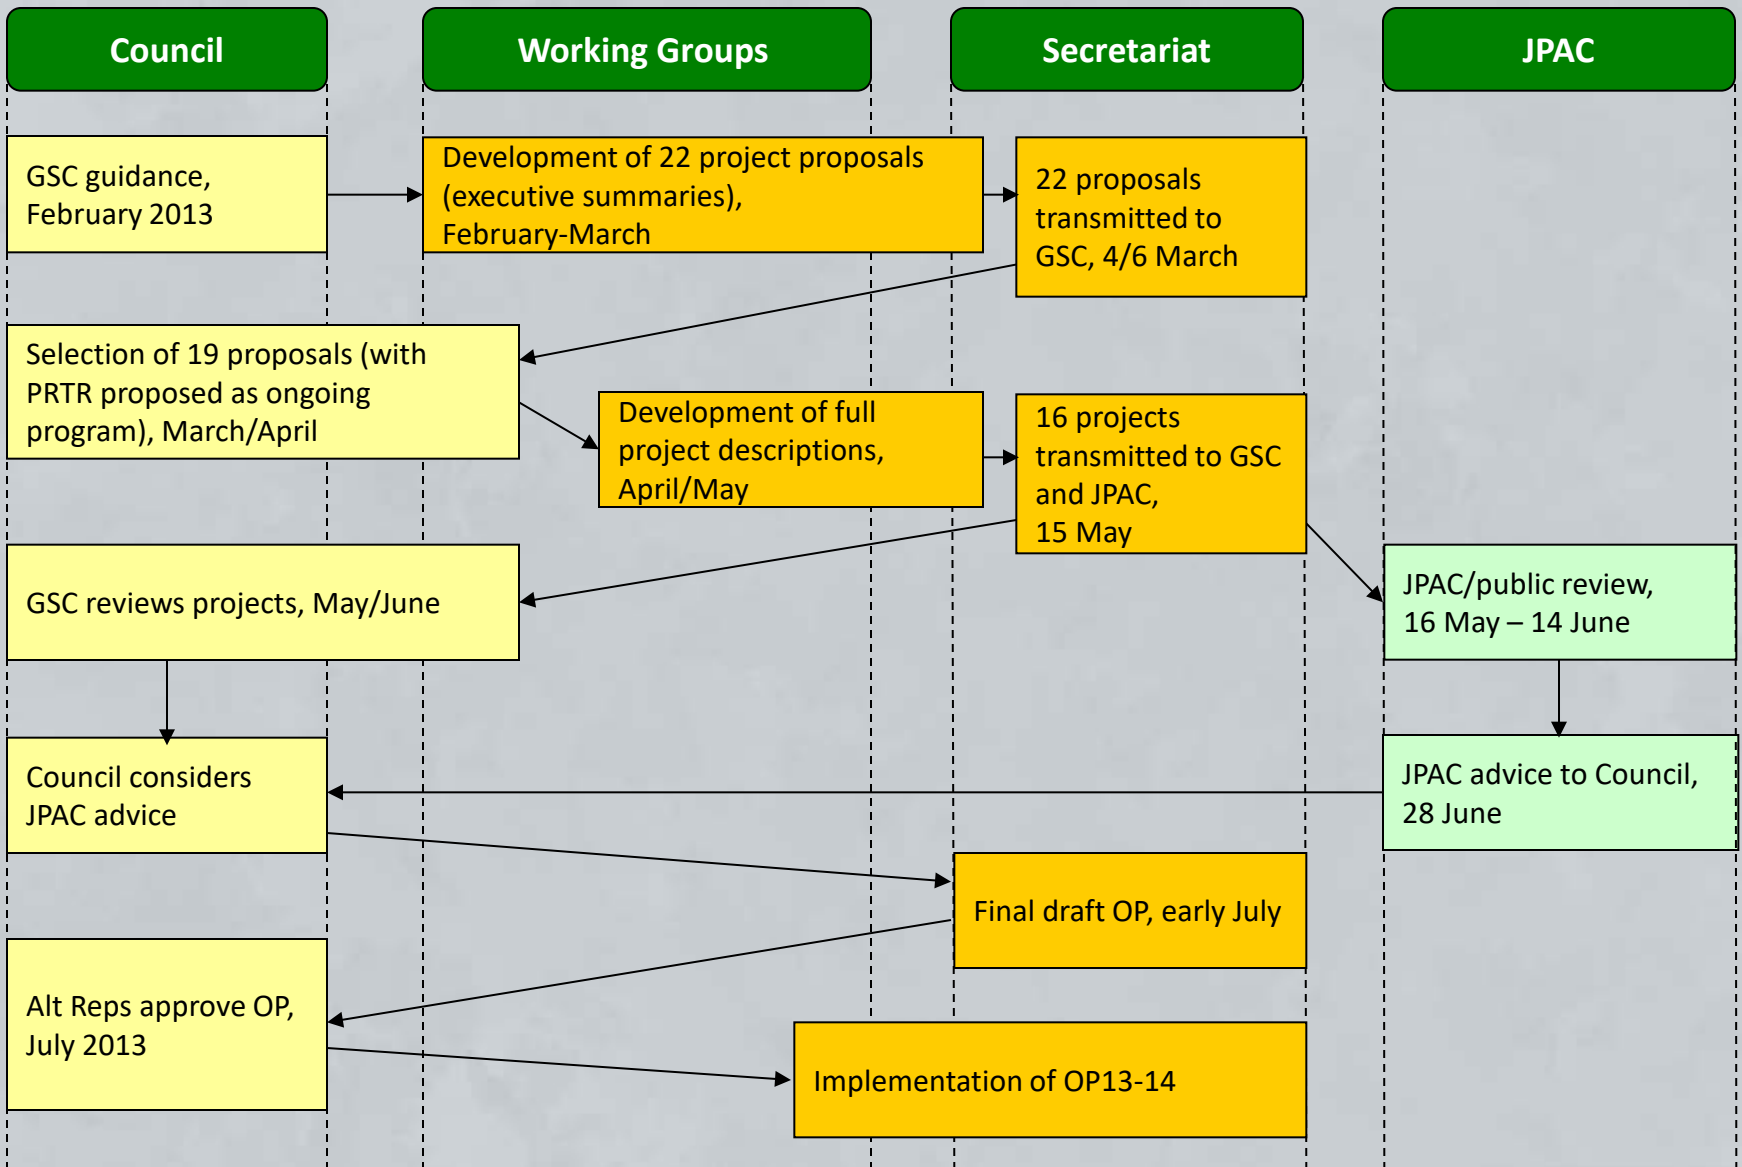 Council
Working Groups
Secretariat
JPAC
GSC guidance,
February 2013
Development of 22 project proposals
(executive summaries),
February-March
22 proposals
transmitted to
GSC, 4/6 March
Selection of 19 proposals (with
PRTR proposed as ongoing
program), March/April
Development of full
project descriptions,
April/May
16 projects
transmitted to GSC
and JPAC,
15 May
GSC reviews projects, May/June
JPAC/public review,
16 May – 14 June
Council considers
JPAC advice
JPAC advice to Council,
28 June
Final draft OP, early July
Alt Reps approve OP,
July 2013
Implementation of OP13-14